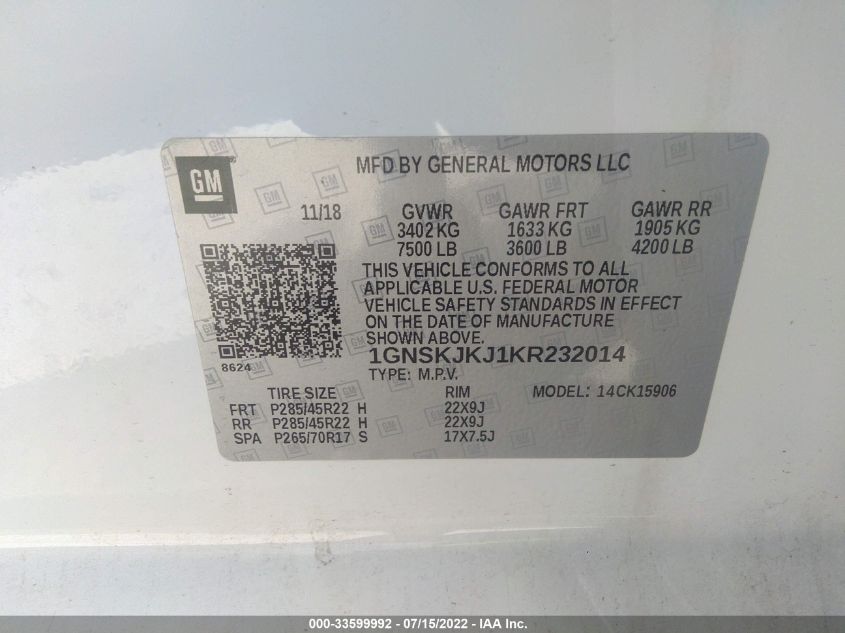 GM
MFD BY GENERAL MOTORS LLC
11/18 GVWR GAWR FRT GAWR RR
3402 KG 1633 KG 1905 KG
7500 LB 3600 LB 4200 LB
THIS VEHICLE CONFORMS TO ALL
APPLICABLE U.S. FEDERAL MOTOR
VEHICLE SAFETY STANDARDS IN EFFECT
ON THE DATE OF MANUFACTURE
SHOWN ABOVE.
8624
1GNSKJKJ1KR232014
TYPE: M.P.V.
TIRE SIZE RIM MODEL: 14CK15906
FRT P285/45R22 H 22X9J
RR P285/45R22 H 22X9J
SPA P265/70R17 S 17X7.5J
000-33599992 - 07/15/2022 - IAAI.com